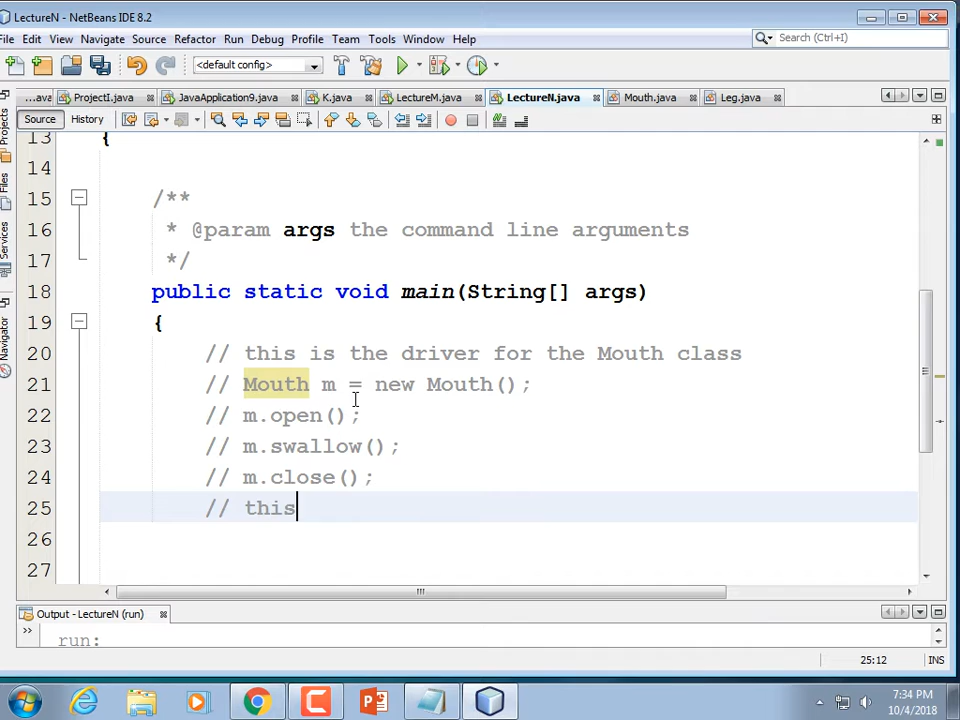 LectureN - NetBeans IDE 8.2
File Edit View Navigate Source Refactor Run Debug Profile Team Tools Window Help
Search (Ctrl+I)
<default config>
...ava ProjectI.java JavaApplication9.java K.java LectureM.java LectureN.java Mouth.java Leg.java
Source History
Projects
Files
Services
Navigator
13 {
14
15 /**
16 * @param args the command line arguments
17 */
18 public static void main(String[] args)
19 {
20 // this is the driver for the Mouth class
21 // Mouth m = new Mouth();
22 // m.open();
23 // m.swallow();
24 // m.close();
25 // this
26
27
Output - LectureN (run)
run:
25:12 INS
7:34 PM
10/4/2018